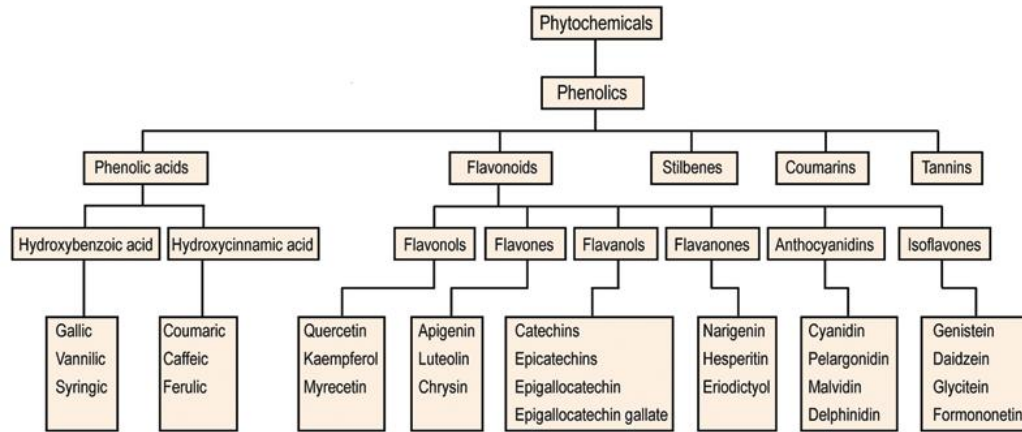 Phytochemicals
Phenolics
Phenolic acids
Flavonoids
Stilbenes
Coumarins
Tannins
Hydroxybenzoic acid
Hydroxycinnamic acid
Flavonols
Flavones
Flavanols
Flavanones
Anthocyanidins
Isoflavones
Gallic
Vannilic
Syringic
Coumaric
Caffeic
Ferulic
Quercetin
Kaempferol
Myrecetin
Apigenin
Luteolin
Chrysin
Catechins
Epicatechins
Epigallocatechin
Epigallocatechin gallate
Narigenin
Hesperitin
Eriodictyol
Cyanidin
Pelargonidin
Malvidin
Delphinidin
Genistein
Daidzein
Glycitein
Formononetin